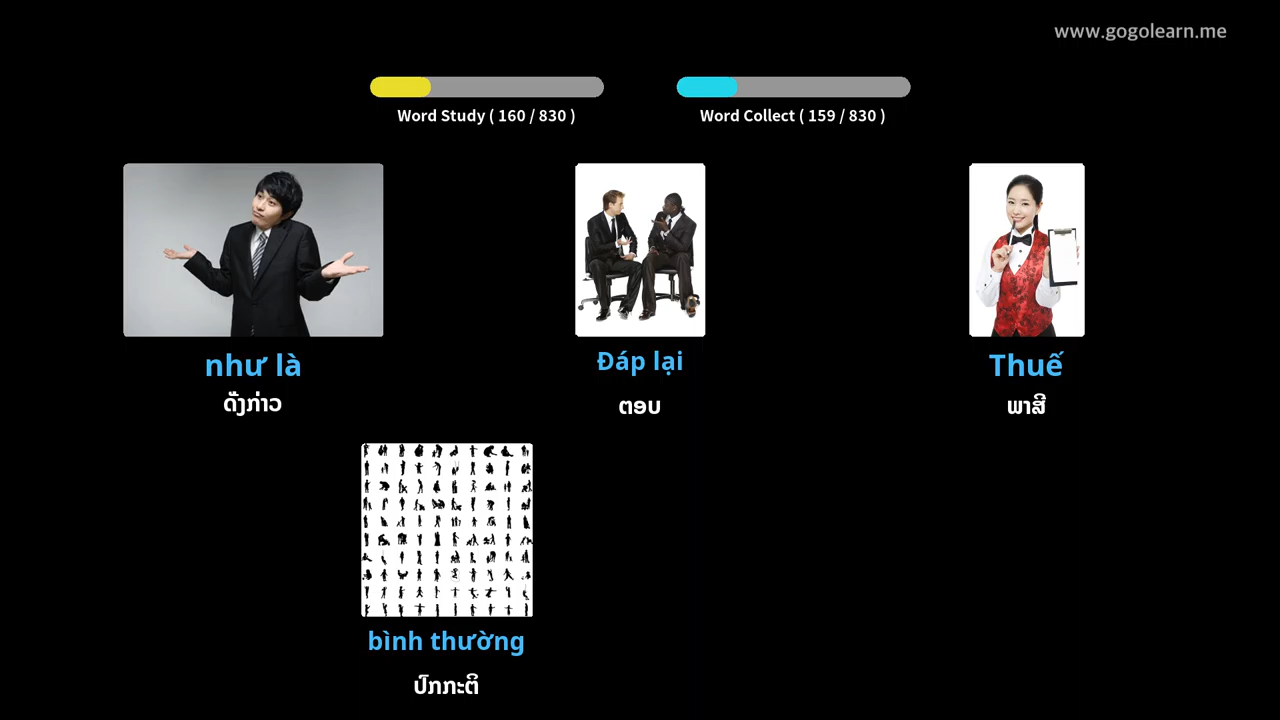 www.gogolearn.me
Word Study ( 160 / 830 )
Word Collect ( 159 / 830 )
như là
ດັ່ງກ່າວ
Đáp lại
ຕອບ
Thuế
ພາສີ
bình thường
ປົກກະຕິ